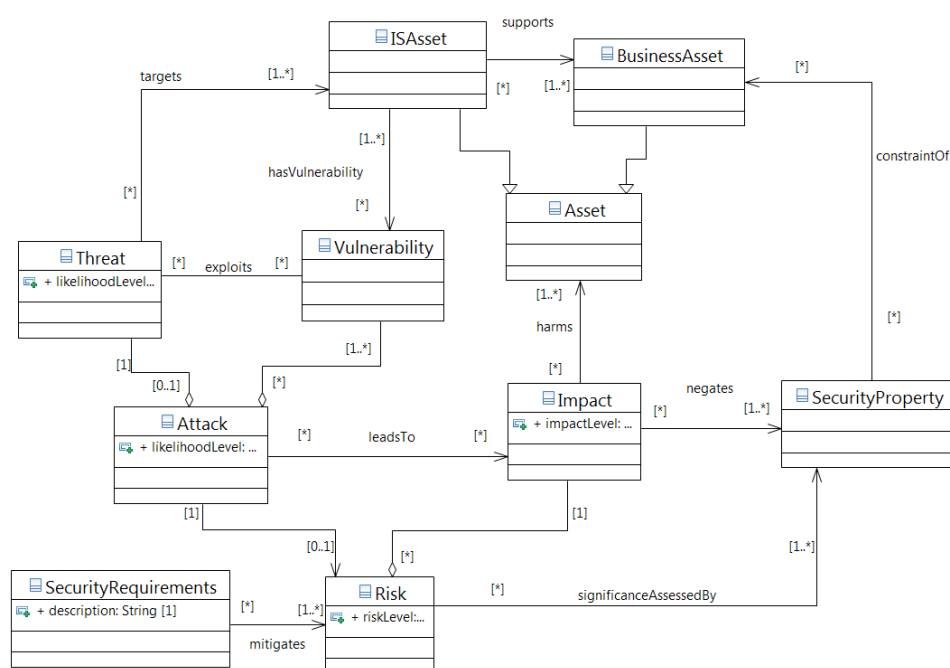 supports
ISAsset
BusinessAsset
[1..*]
[*]
targets
[*]
[1..*]
[1..*]
constraintOf
hasVulnerability
[*]
[*]
Asset
Threat
+ likelihoodLevel...
[*]
exploits
[*]
Vulnerability
[1..*]
harms
[*]
[1..*]
[1]
[0..1]
[*]
[*]
Impact
+ impactLevel: ...
negates
[*]
[1..*]
SecurityProperty
Attack
+ likelihoodLevel: ...
[*]
leadsTo
[*]
[1]
[0..1]
[*]
[1]
[1..*]
SecurityRequirements
+ description: String [1]
[*]
[1..*]
mitigates
Risk
+ riskLevel:...
[*]
significanceAssessedBy